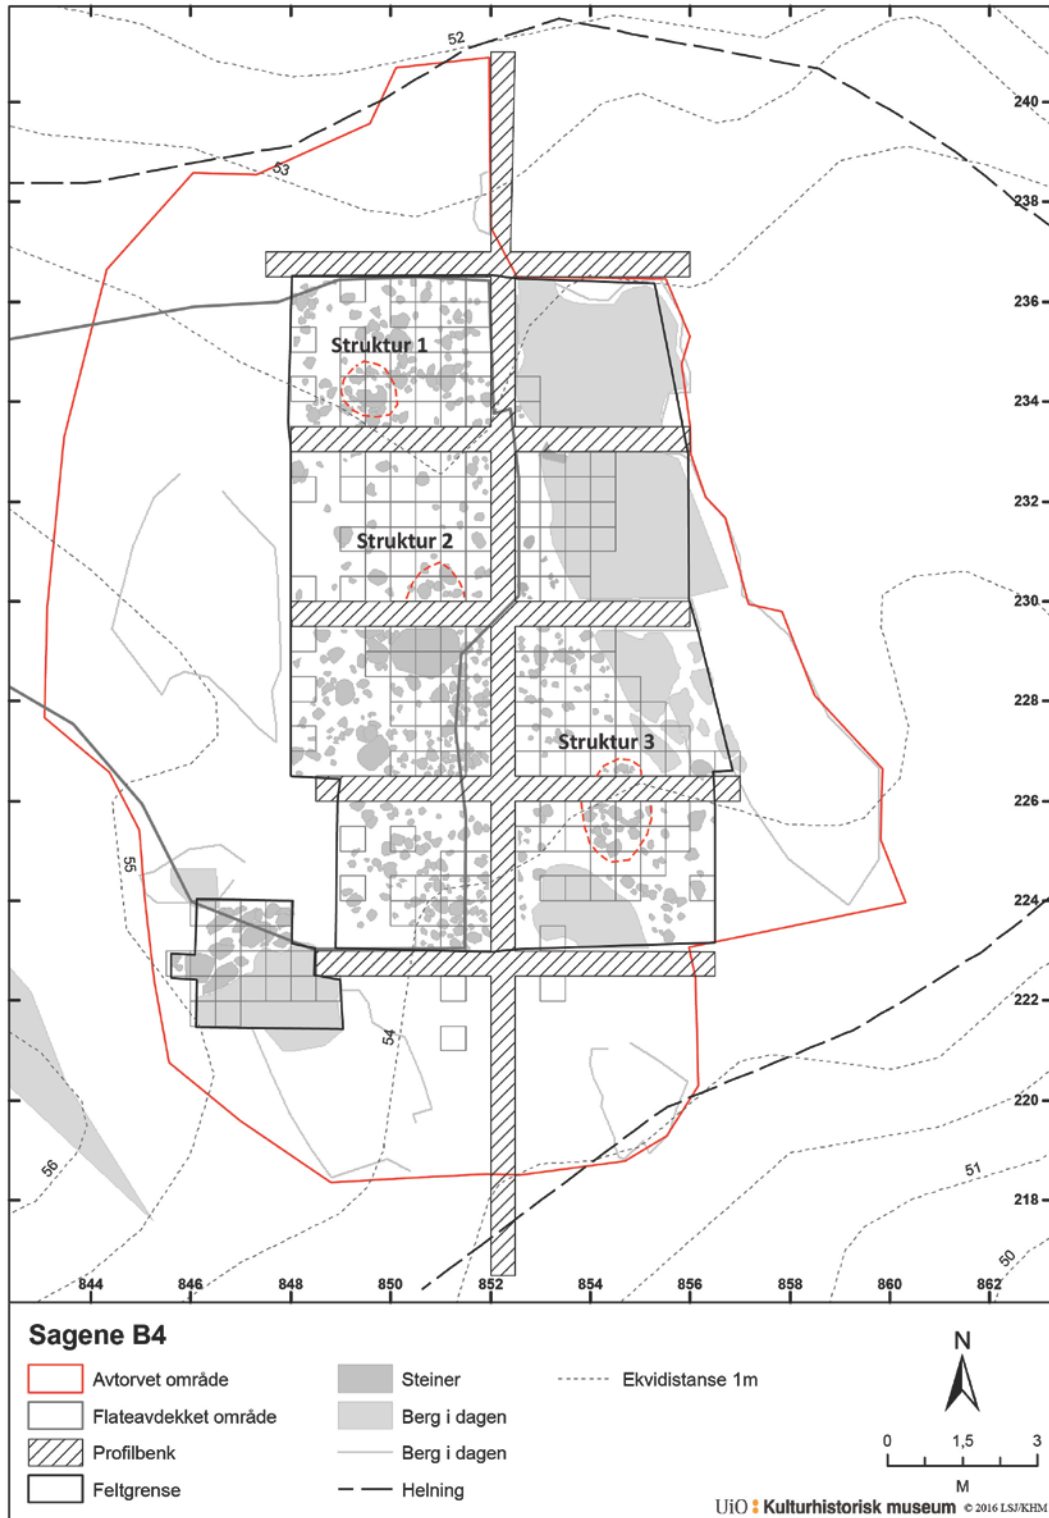 52
240
53
238
236
Struktur 1
234
232
Struktur 2
230
228
Struktur 3
226
55
224
222
54
220
56
51
218
50
844 846 848 850 852 854 856 858 860 862
Sagene B4
Avtorvet område
Flateavdekket område
Profilbenk
Feltgrense
Steiner
Berg i dagen
Berg i dagen
Helning
Ekvidistanse 1m
N
0 1,5 3
M
UiO Kulturhistorisk museum © 2016 LSJ/KHM